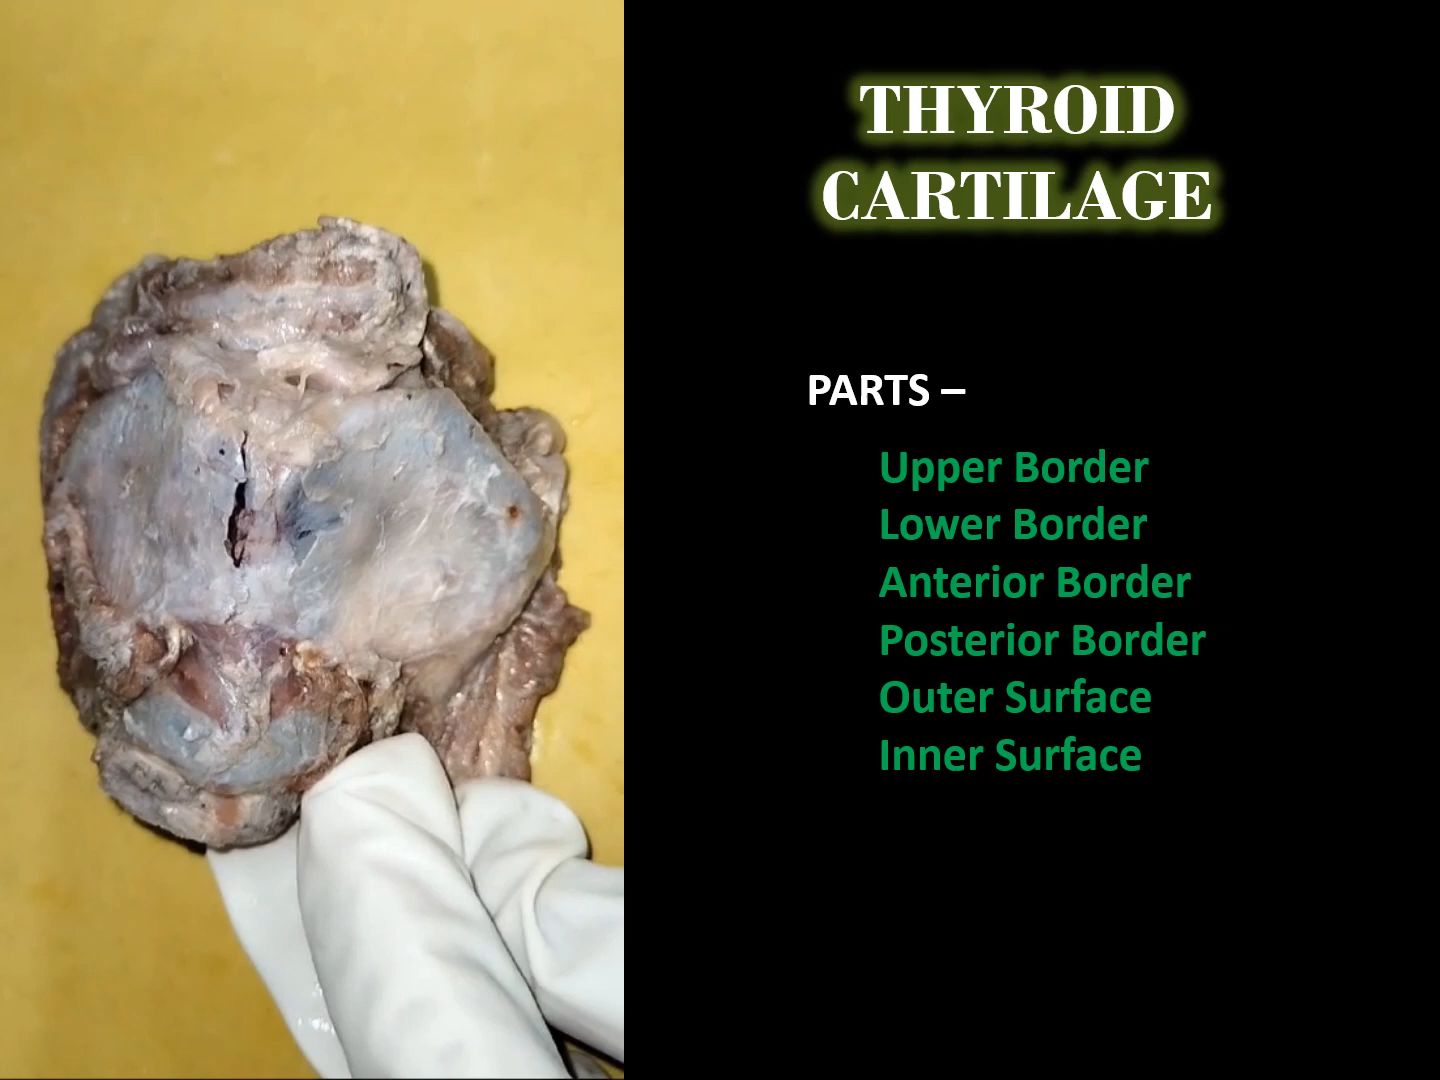 THYROID
CARTILAGE
PARTS –
Upper Border
Lower Border
Anterior Border
Posterior Border
Outer Surface
Inner Surface